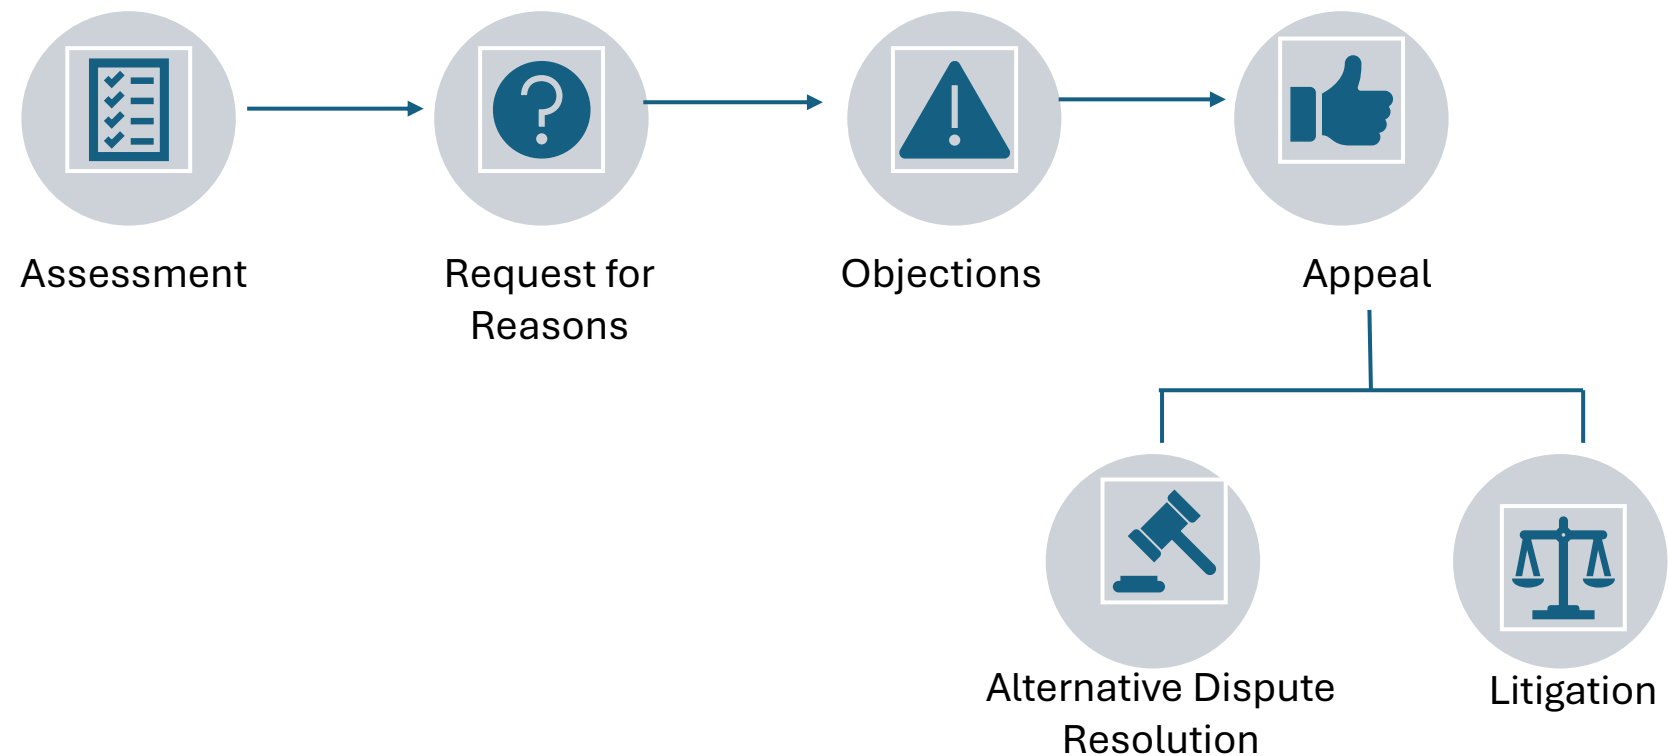 Assessment
Request for
Reasons
Objections
Appeal
Alternative Dispute
Resolution
Litigation